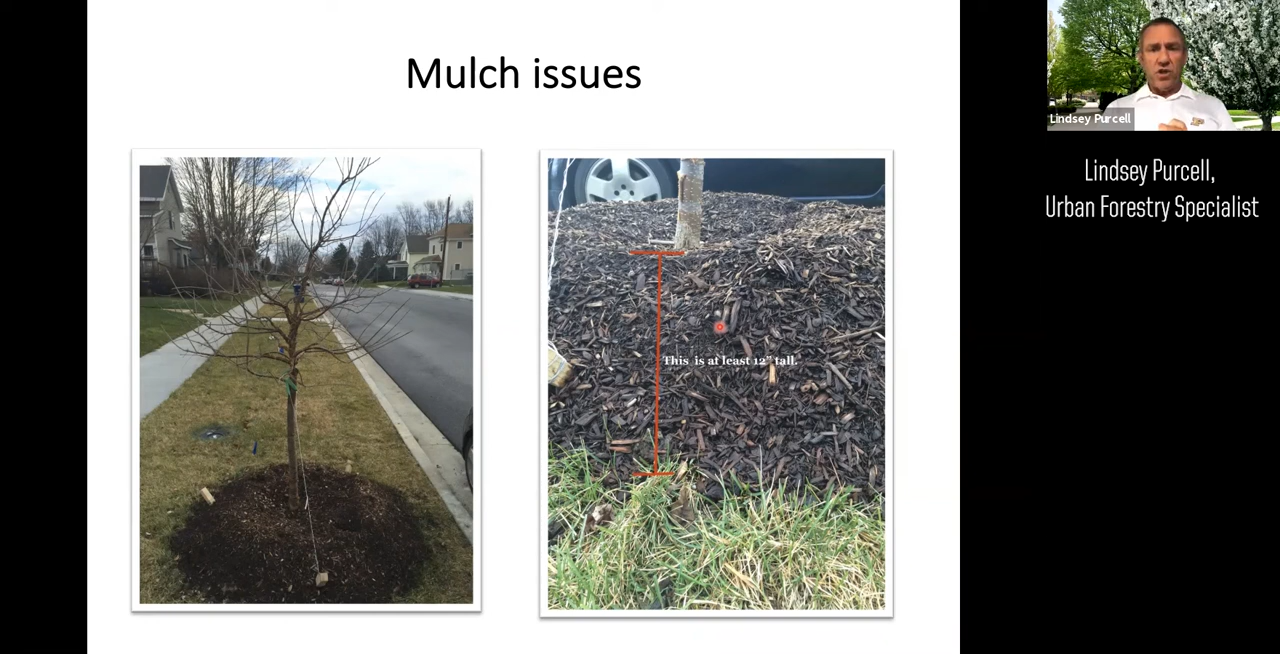 Mulch issues
This is at least 12" tall.
Lindsey Purcell
Lindsey Purcell,
Urban Forestry Specialist